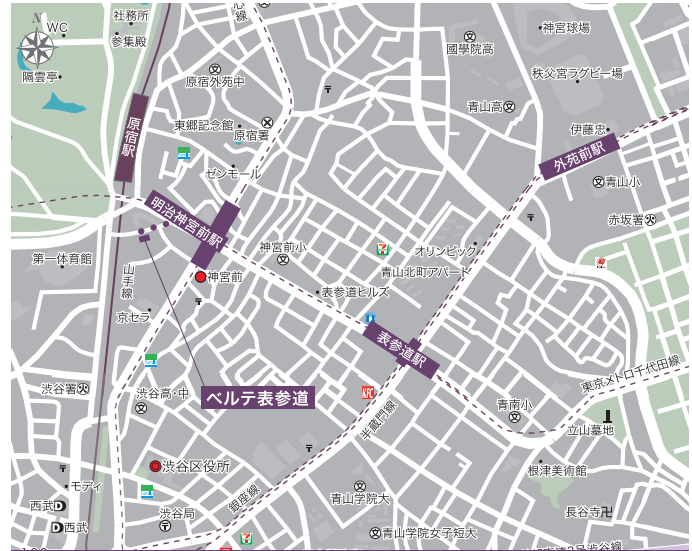 N
WC
社務所
参集殿
隔雲亭
心線
神宮球場
國學院高
秩父宮ラグビー場
原宿外苑中
青山高
東郷記念館
原宿署
伊藤忠
原宿駅
外苑前駅
ゼンモール
青山小
明治神宮前駅
赤坂署
神宮前小
オリンピック
第一体育館
山手線
神宮前
青山北町アパート
表参道ヒルズ
京セラ
表参道駅
東京メトロ千代田線
渋谷署
渋谷高・中
ベルテ表参道
KFC
半蔵門線
青南小
立山墓地
渋谷区役所
根津美術館
モディ
銀座線
青山学院大
西武
渋谷局
長谷寺
西武
青山学院女子短大